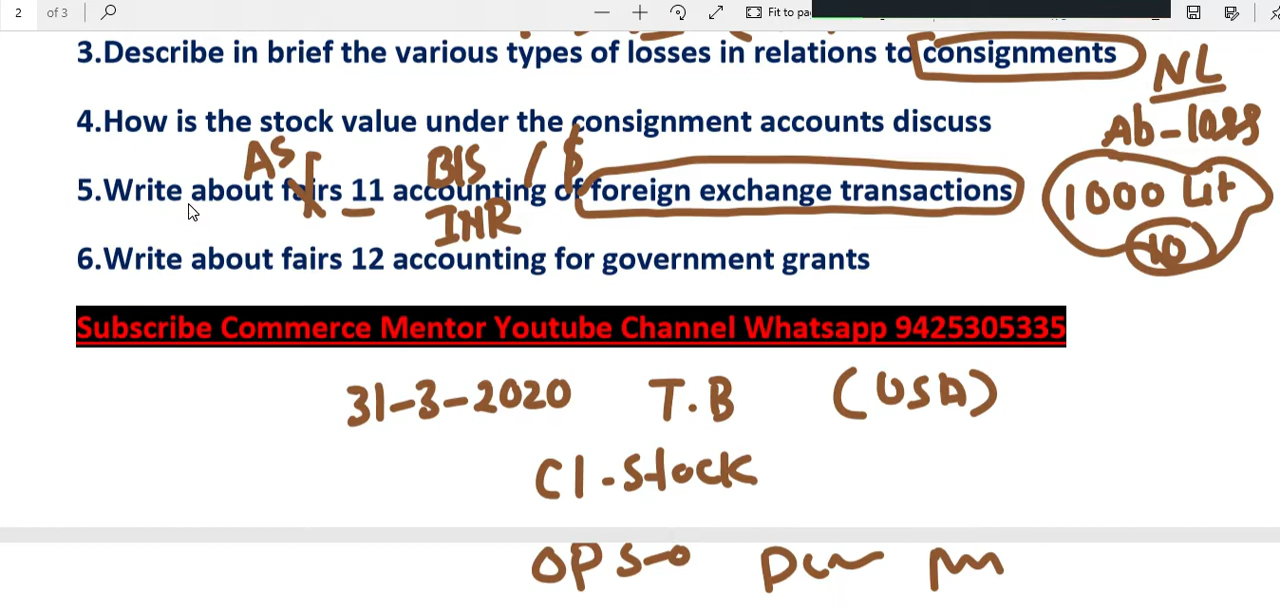 2 of 3 Fit to pa
3.Describe in brief the various types of losses in relations to consignments
NL
4.How is the stock value under the consignment accounts discuss
Ab-loss
AS BIS / $
5.Write about fairs 11 accounting of foreign exchange transactions
1000 Lit
INR
10
6.Write about fairs 12 accounting for government grants
Subscribe Commerce Mentor Youtube Channel Whatsapp 9425305335
31-3-2020 T.B (USA)
Cl.Stock